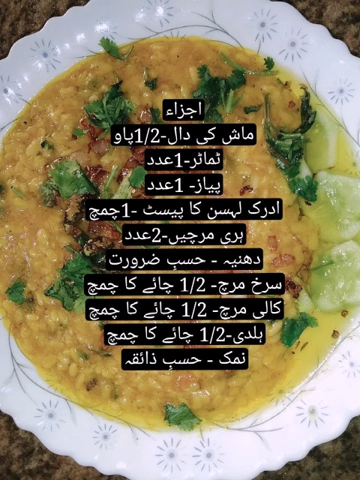 اجزاء
ماش کی دال-1/2پاو
ٹماٹر-1عدد
پیاز- 1عدد
ادرک لہسن کا پیسٹ -1چمچ
ہری مرچیں-2عدد
دھنیہ - حسبِ ضرورت
سرخ مرچ- 1/2 چائے کا چمچ
کالی مرچ- 1/2 چائے کا چمچ
ہلدی-1/2 چائے کا چمچ
نمک - حسبِ ذائقہ